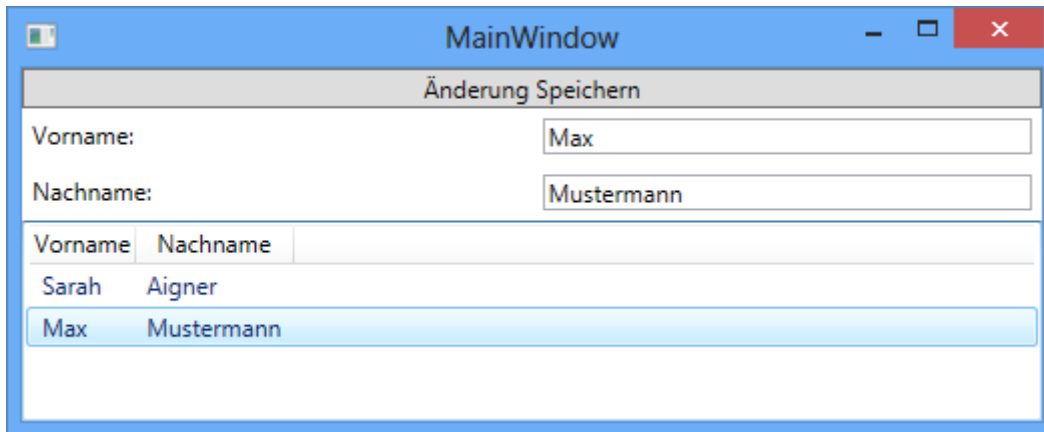 MainWindow
Änderung Speichern
Vorname: Max
Nachname: Mustermann
Vorname Nachname
Sarah Aigner
Max Mustermann